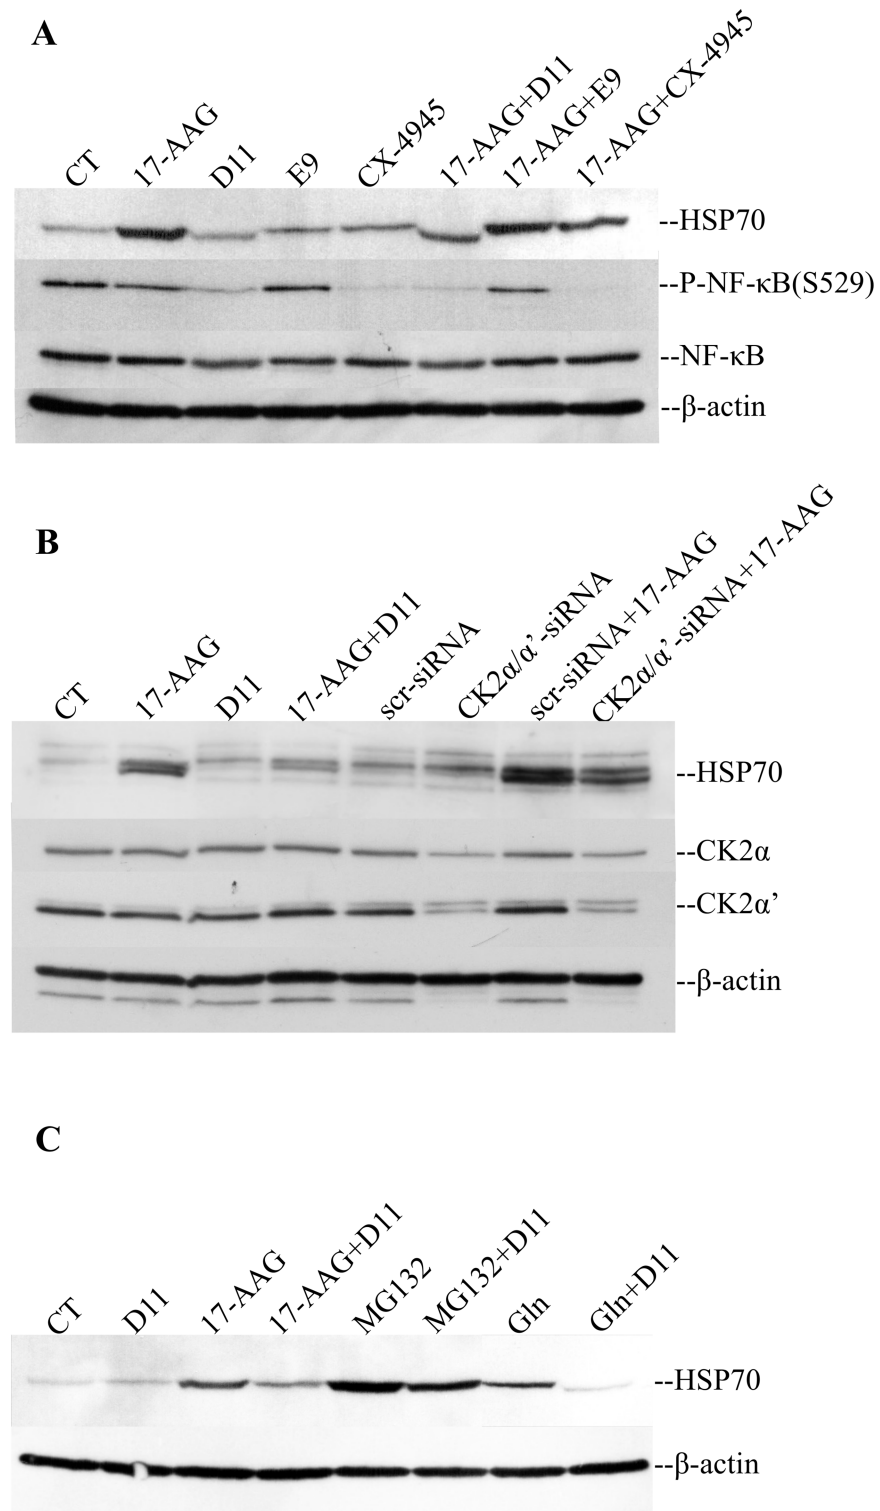 A
CT
17-AAG
D11
E9
CX-4945
17-AAG+D11
17-AAG+E9
17-AAG+CX-4945
--HSP70
--P-NF-κB(S529)
--NF-κB
--β-actin
B
CT
17-AAG
D11
17-AAG+D11
scr-siRNA
CK2α/α’-siRNA
scr-siRNA+17-AAG
CK2α/α’-siRNA+17-AAG
--HSP70
--CK2α
--CK2α’
--β-actin
C
CT
D11
17-AAG
17-AAG+D11
MG132
MG132+D11
Gln
Gln+D11
--HSP70
--β-actin